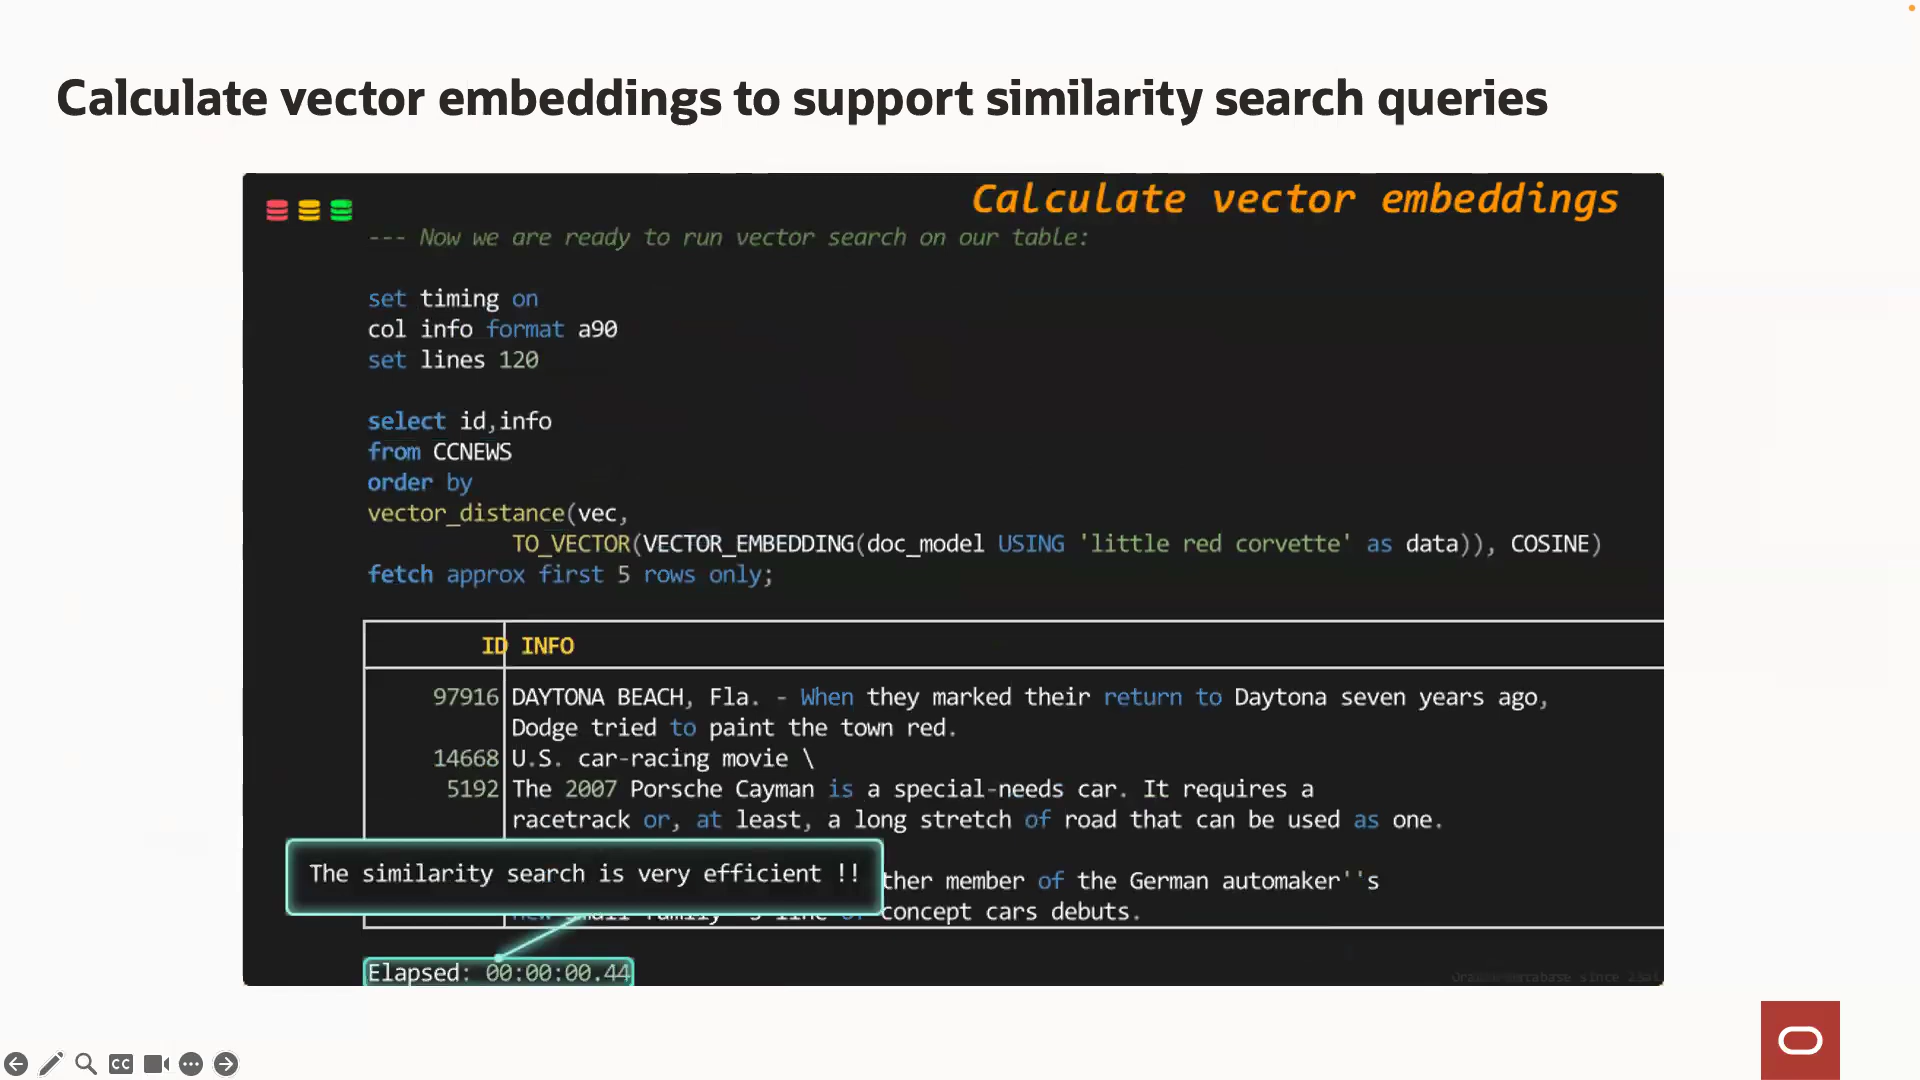 Calculate vector embeddings to support similarity search queries
Calculate vector embeddings
--- Now we are ready to run vector search on our table:
set timing on
col info format a90
set lines 120
select id,info
from CCNEWS
order by
vector_distance(vec,
TO_VECTOR(VECTOR_EMBEDDING(doc_model USING 'little red corvette' as data)), COSINE)
fetch approx first 5 rows only;
ID INFO
97916 DAYTONA BEACH, Fla. - When they marked their return to Daytona seven years ago,
Dodge tried to paint the town red.
14668 U.S. car-racing movie \
5192 The 2007 Porsche Cayman is a special-needs car. It requires a
racetrack or, at least, a long stretch of road that can be used as one.
The similarity search is very efficient !!
ther member of the German automaker''s
concept cars debuts.
Elapsed: 00:00:00.44
CC